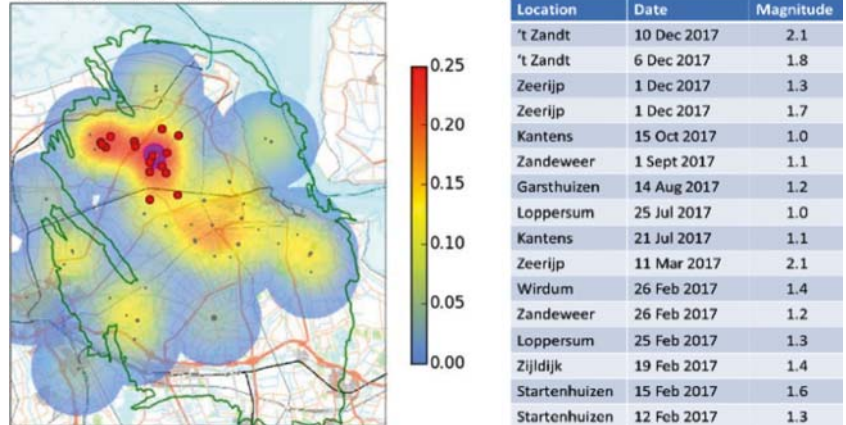 0.25
0.20
0.15
0.10
0.05
0.00
Location Date Magnitude
‘t Zandt 10 Dec 2017 2.1
‘t Zandt 6 Dec 2017 1.8
Zeerijp 1 Dec 2017 1.3
Zeerijp 1 Dec 2017 1.7
Kantens 15 Oct 2017 1.0
Zandeweer 1 Sept 2017 1.1
Garsthuizen 14 Aug 2017 1.2
Loppersum 25 Jul 2017 1.0
Kantens 21 Jul 2017 1.1
Zeerijp 11 Mar 2017 2.1
Wirdum 26 Feb 2017 1.4
Zandeweer 26 Feb 2017 1.2
Loppersum 25 Feb 2017 1.3
Zijldijk 19 Feb 2017 1.4
Startenhuizen 15 Feb 2017 1.6
Startenhuizen 12 Feb 2017 1.3